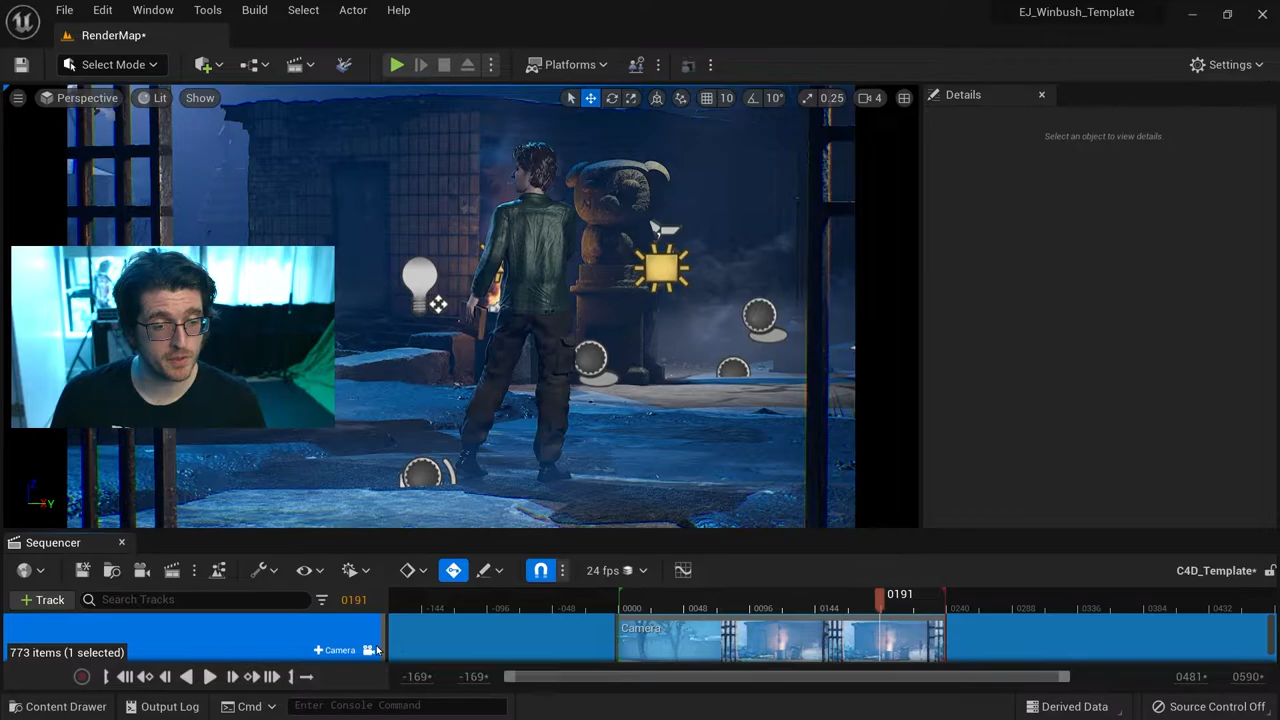 File Edit Window Tools Build Select Actor Help
EJ_Winbush_Template
RenderMap*
Select Mode
Platforms
Settings
Perspective Lit Show
10 10° 0.25 4
Details
Select an object to view details.
Z
Y
Sequencer
24 fps
C4D_Template*
+ Track Search Tracks 0191
0191
-144 -096 -048 0000 0048 0096 0144 0240 0288 0336 0384 0432
Camera
773 items (1 selected)
+ Camera
-169* -169* 0481* 0590*
Content Drawer Output Log Cmd Enter Console Command Derived Data Source Control Off